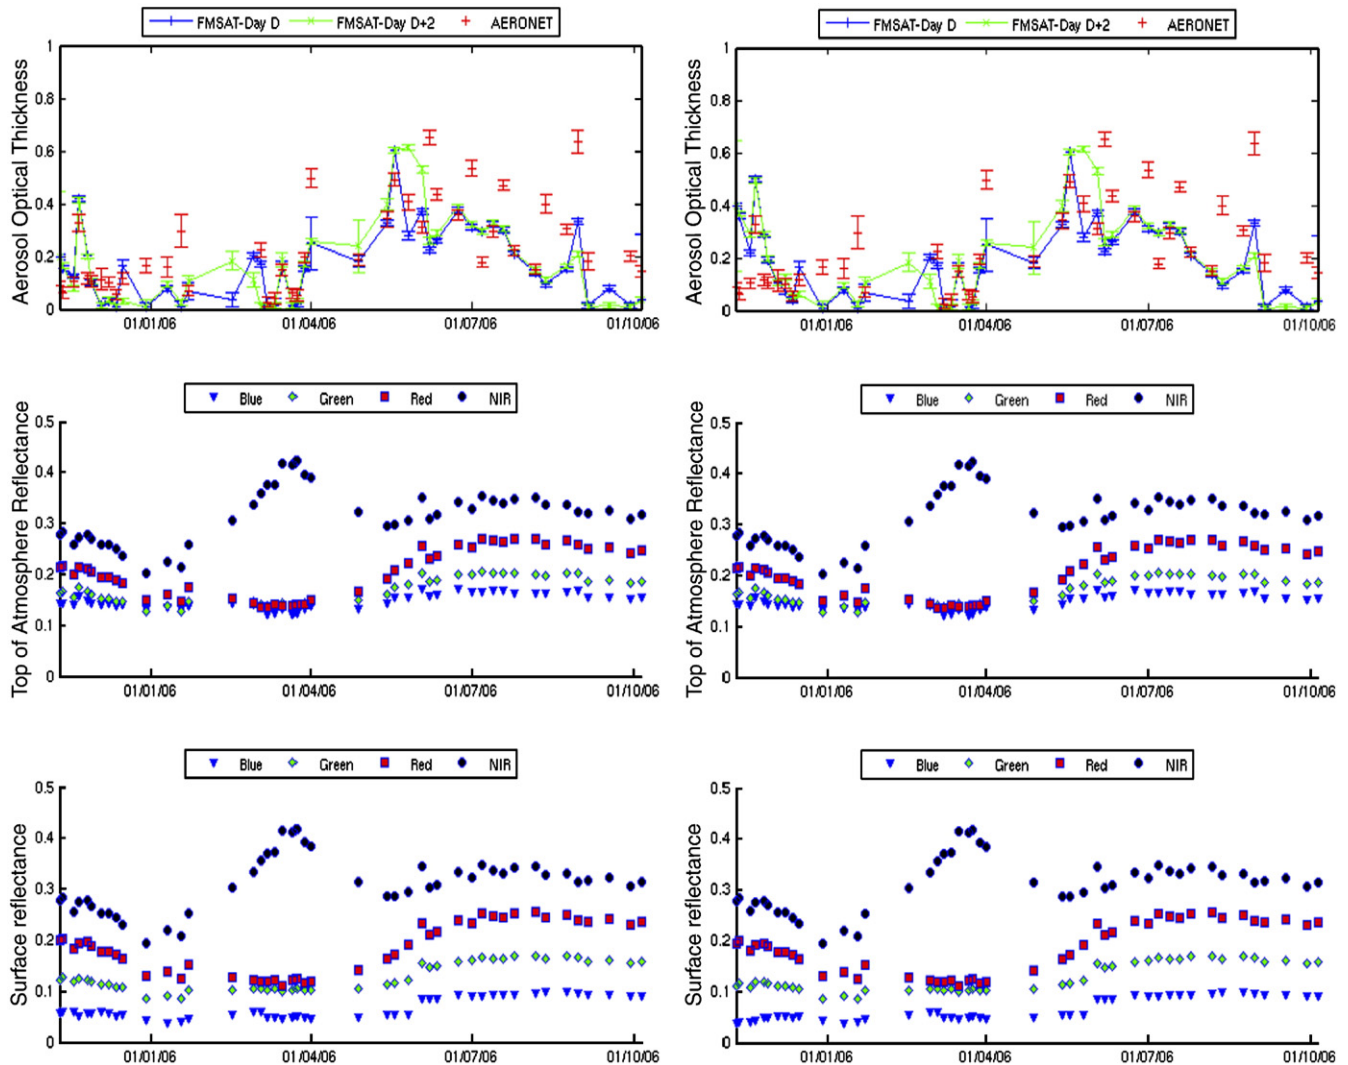 FMSAT-Day D FMSAT-Day D+2 AERONET
Aerosol Optical Thickness
1
0.8
0.6
0.4
0.2
0
01/01/06 01/04/06 01/07/06 01/10/06
FMSAT-Day D FMSAT-Day D+2 AERONET
Aerosol Optical Thickness
1
0.8
0.6
0.4
0.2
0
01/01/06 01/04/06 01/07/06 01/10/06
Blue Green Red NIR
Top of Atmosphere Reflectance
0.5
0.4
0.3
0.2
0.1
0
01/01/06 01/04/06 01/07/06 01/10/06
Blue Green Red NIR
Top of Atmosphere Reflectance
0.5
0.4
0.3
0.2
0.1
0
01/01/06 01/04/06 01/07/06 01/10/06
Blue Green Red NIR
Surface reflectance
0.5
0.4
0.3
0.2
0.1
0
01/01/06 01/04/06 01/07/06 01/10/06
Blue Green Red NIR
Surface reflectance
0.5
0.4
0.3
0.2
0.1
0
01/01/06 01/04/06 01/07/06 01/10/06